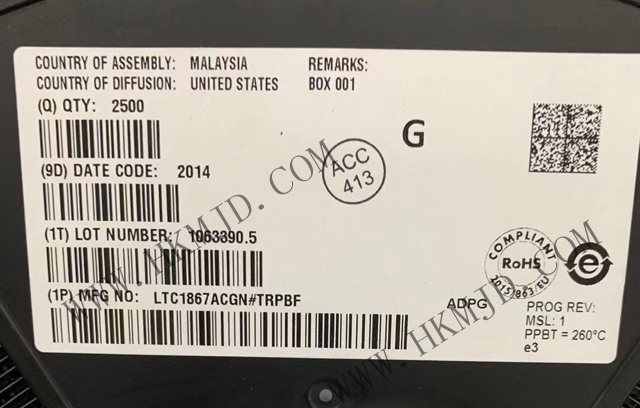 COUNTRY OF ASSEMBLY: MALAYSIA
REMARKS:
COUNTRY OF DIFFUSION: UNITED STATES
BOX 001
(Q) QTY: 2500
G
(9D) DATE CODE: 2014
ACC
413
(1T) LOT NUMBER: 1063390.5
COMPLIANT
RoHS
2015/863/EU
e
(1P) MFG NO: LTC1867ACGN#TRPBF
ADPG
PROG REV:
MSL: 1
PPBT = 260°C
e3
WWW.HKMJD.COM
WWW.HKMJD.COM